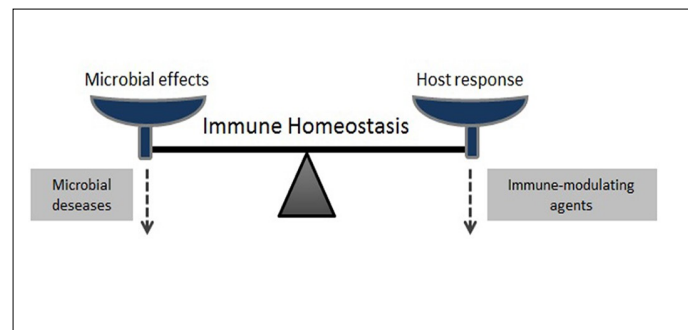 Microbial effects
Host response
Immune Homeostasis
Microbial
deseases
Immune-modulating
agents